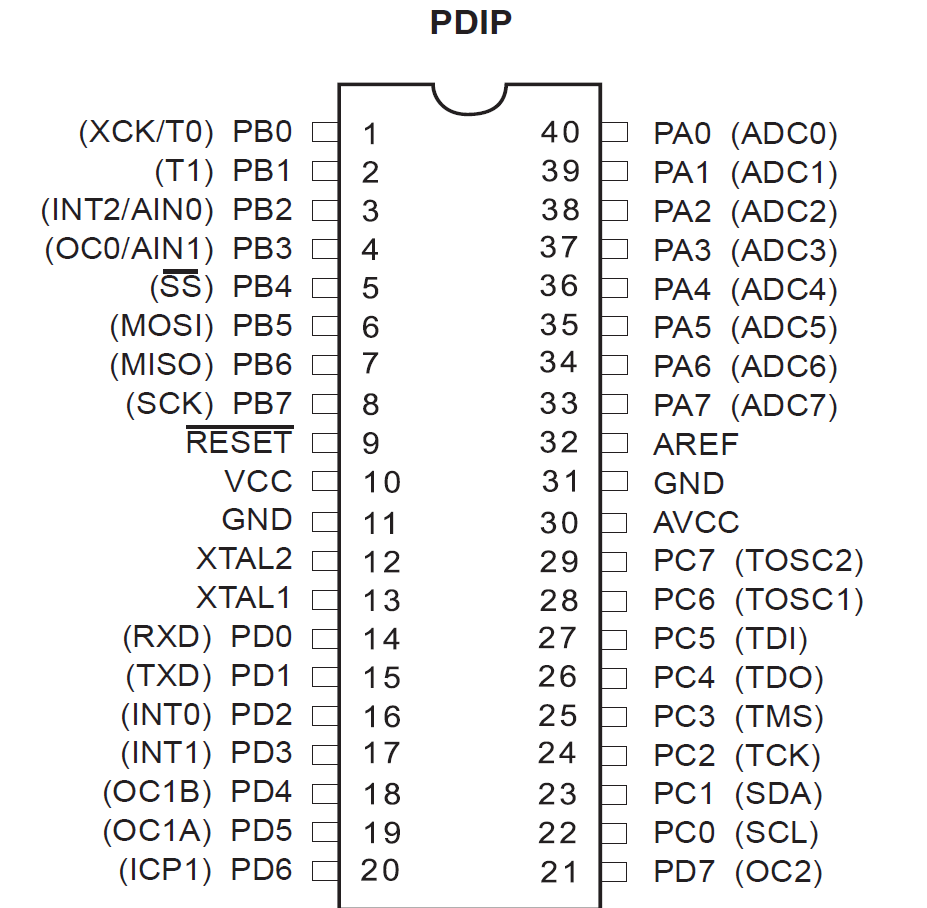 PDIP
(XCK/T0) PB0 1 40 PA0 (ADC0)
(T1) PB1 2 39 PA1 (ADC1)
(INT2/AIN0) PB2 3 38 PA2 (ADC2)
(OC0/AIN1) PB3 4 37 PA3 (ADC3)
(SS) PB4 5 36 PA4 (ADC4)
(MOSI) PB5 6 35 PA5 (ADC5)
(MISO) PB6 7 34 PA6 (ADC6)
(SCK) PB7 8 33 PA7 (ADC7)
RESET 9 32 AREF
VCC 10 31 GND
GND 11 30 AVCC
XTAL2 12 29 PC7 (TOSC2)
XTAL1 13 28 PC6 (TOSC1)
(RXD) PD0 14 27 PC5 (TDI)
(TXD) PD1 15 26 PC4 (TDO)
(INT0) PD2 16 25 PC3 (TMS)
(INT1) PD3 17 24 PC2 (TCK)
(OC1B) PD4 18 23 PC1 (SDA)
(OC1A) PD5 19 22 PC0 (SCL)
(ICP1) PD6 20 21 PD7 (OC2)